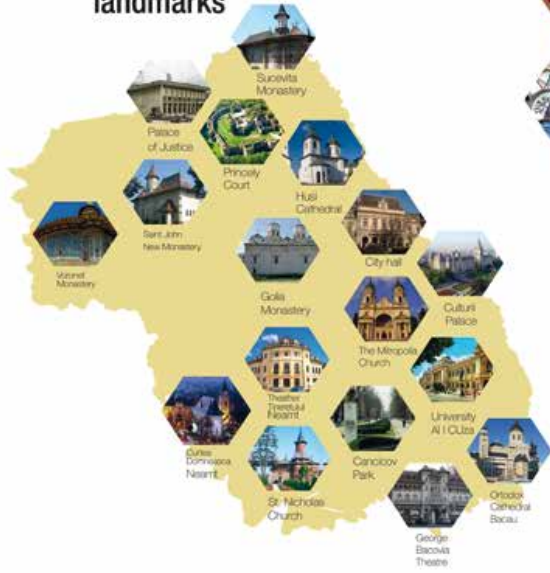 landmarks
Sucevita
Monastery
Palace
of Justice
Princely
Court
Husi
Cathedral
Saint John
New Monastery
City hall
Voronet
Monastery
Golia
Monastery
Culturii
Palace
The Mitropolia
Church
Theather
Tineretului
Neamt
University
Al I CUza
Curtea
Domneasca
Neamt
Cancicov
Park
St. Nicholas
Church
Ortodox
Cathedral
Bacau
George
Bacovia
Theatre